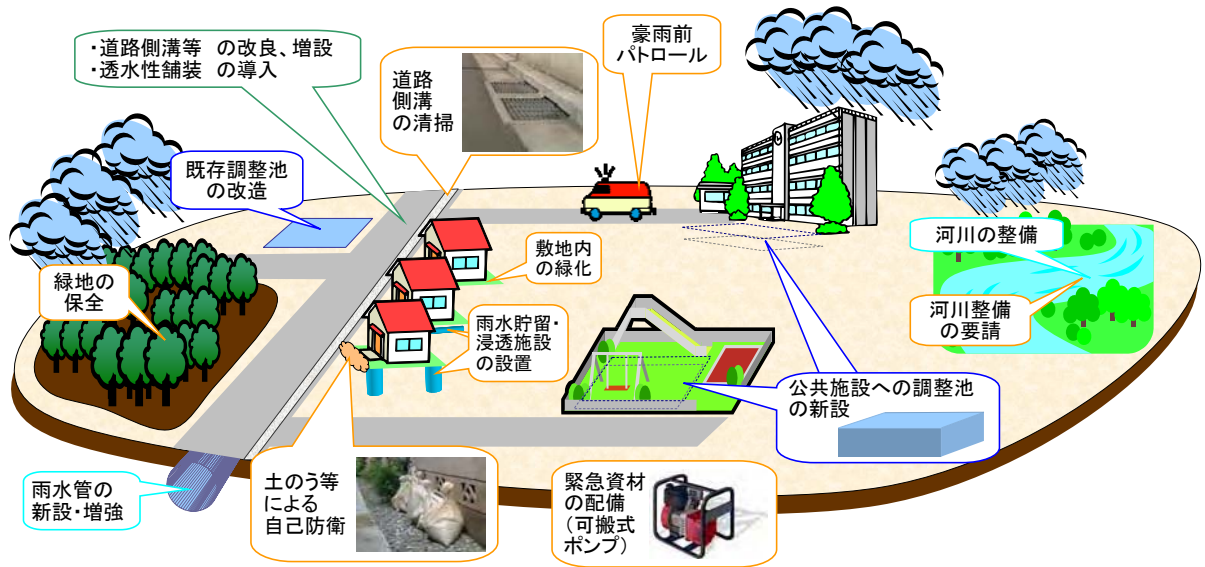 ・道路側溝等 の改良、増設
・透水性舗装 の導入
道路
側溝
の清掃
豪雨前
パトロール
既存調整池
の改造
緑地の
保全
敷地内
の緑化
雨水貯留・
浸透施設
の設置
河川の整備
河川整備
の要請
公共施設への調整池
の新設
雨水管の
新設・増強
土のう等
による
自己防衛
緊急資材
の配備
（可搬式
ポンプ）